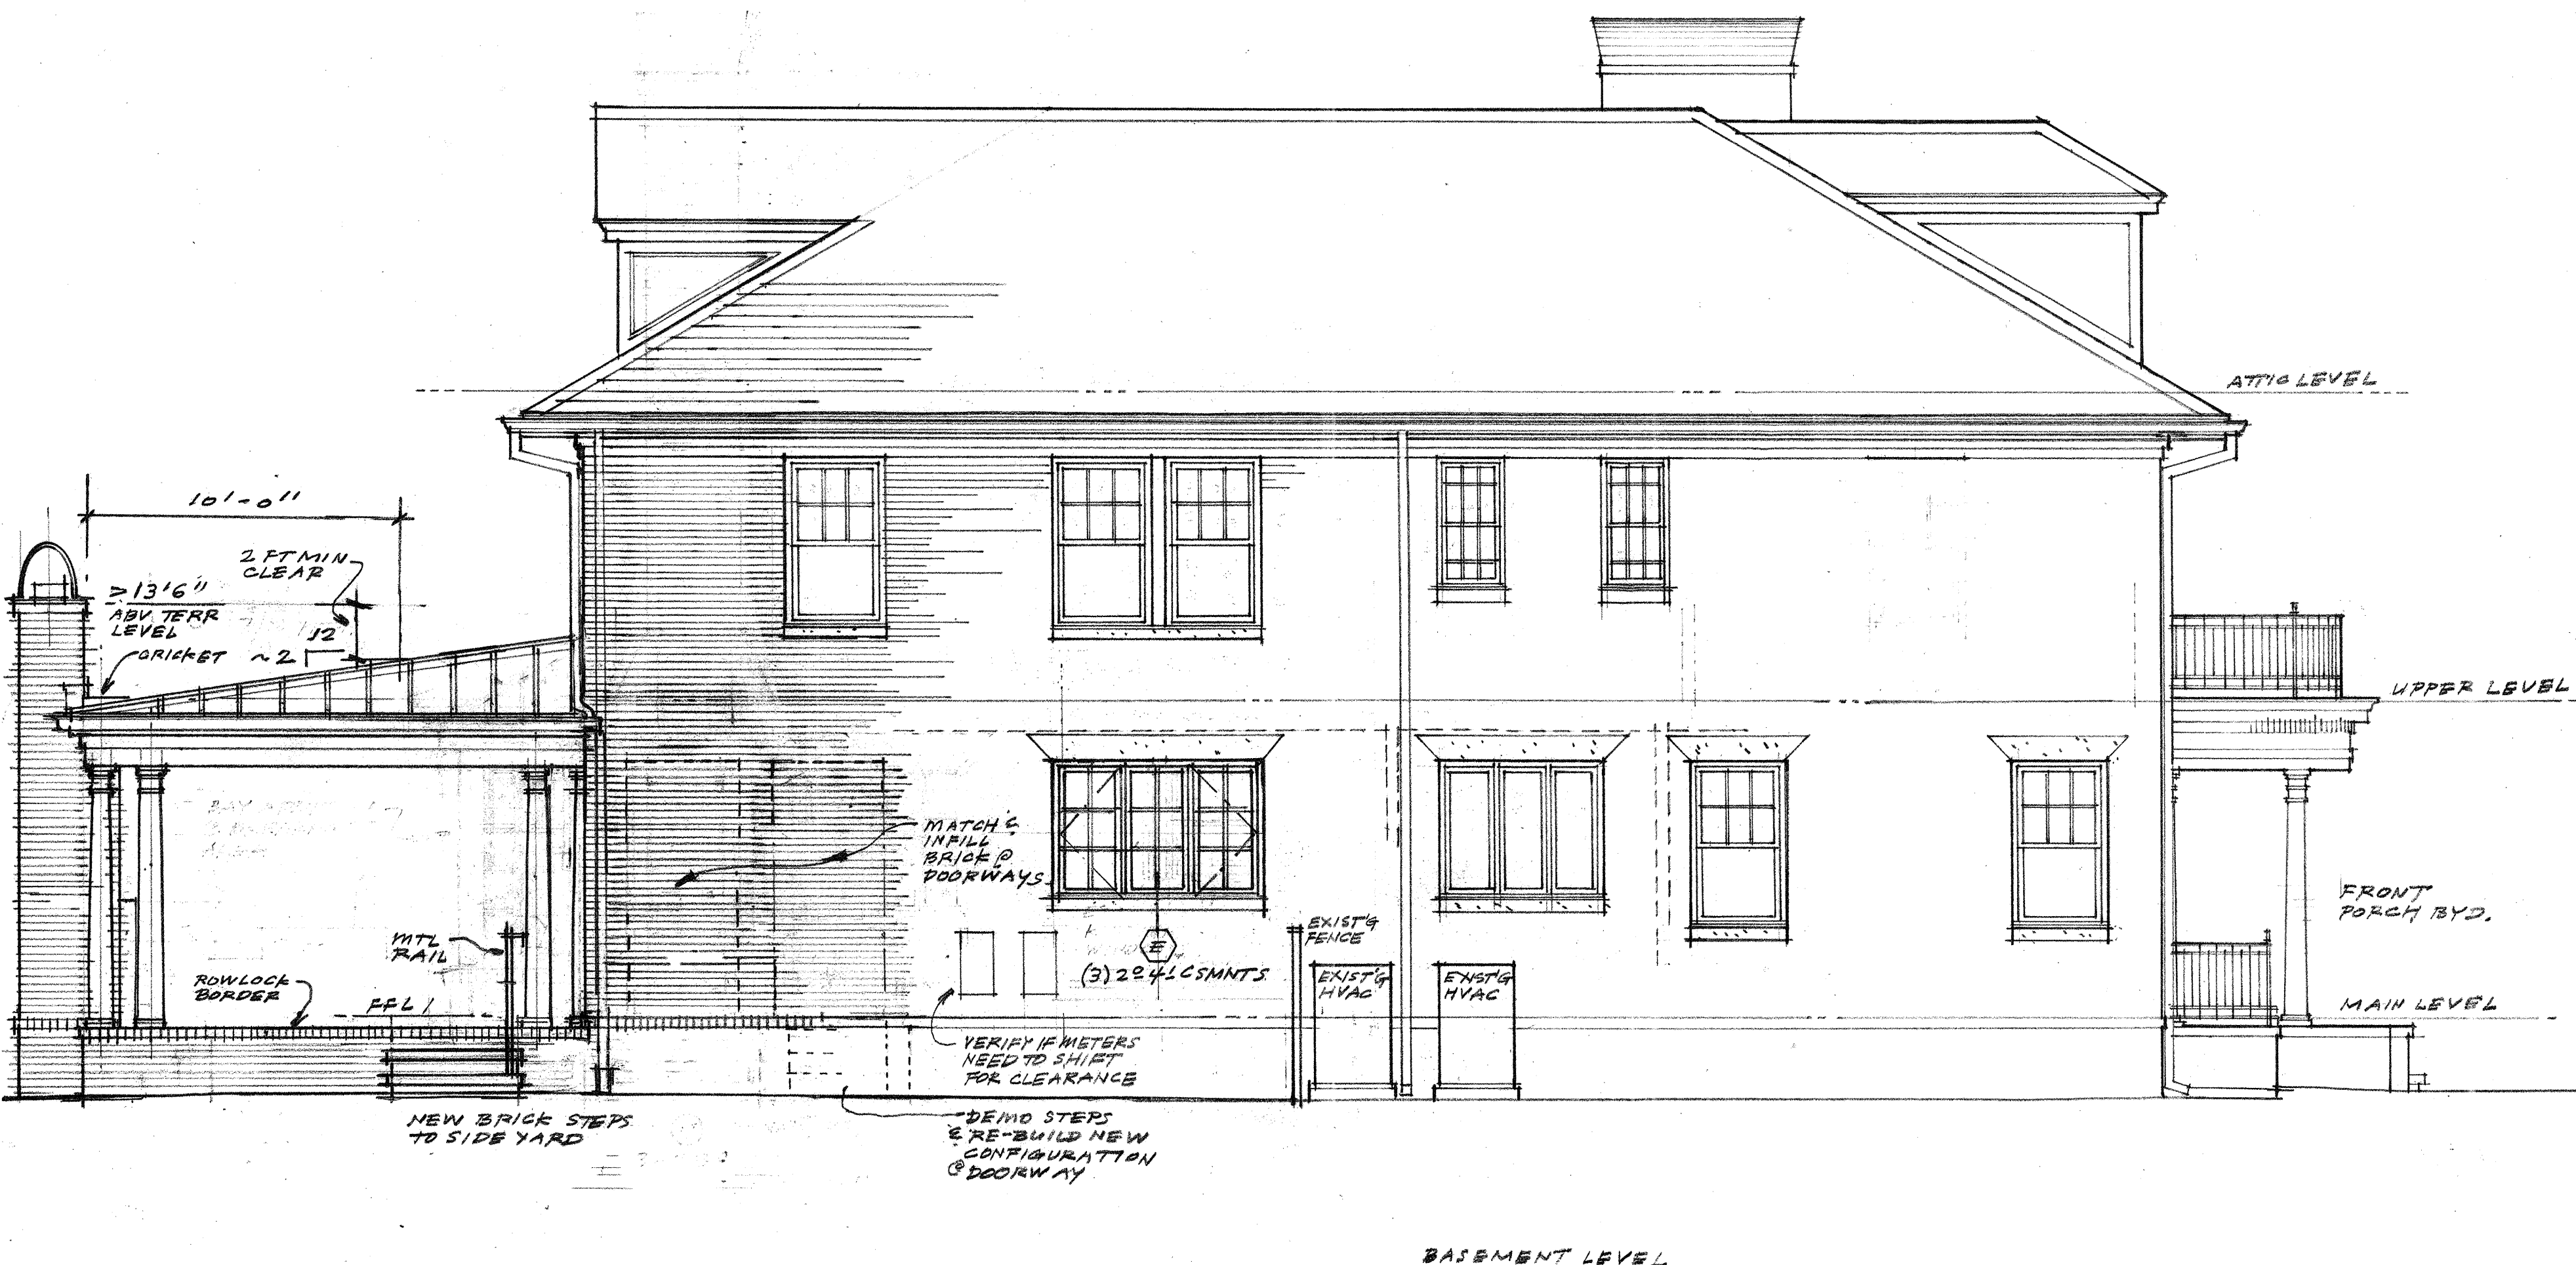 ATTIC LEVEL
10'-0"
2 FT MIN
CLEAR
>13'6"
ABV TERR
LEVEL
12
~2
CRICKET
UPPER LEVEL
MATCH &
INFILL
BRICK @
DOORWAYS
FRONT
PORCH BYD.
MTL
RAIL
EXIST'G
FENCE
E
(3) 2⁰ 4⁶ CSMNTS
EXIST'G
HVAC
EXIST'G
HVAC
ROWLOCK
BORDER
FFL 1
MAIN LEVEL
VERIFY IF METERS
NEED TO SHIFT
FOR CLEARANCE
NEW BRICK STEPS
TO SIDE YARD
DEMO STEPS
& RE-BUILD NEW
CONFIGURATION
@ DOORWAY
BASEMENT LEVEL